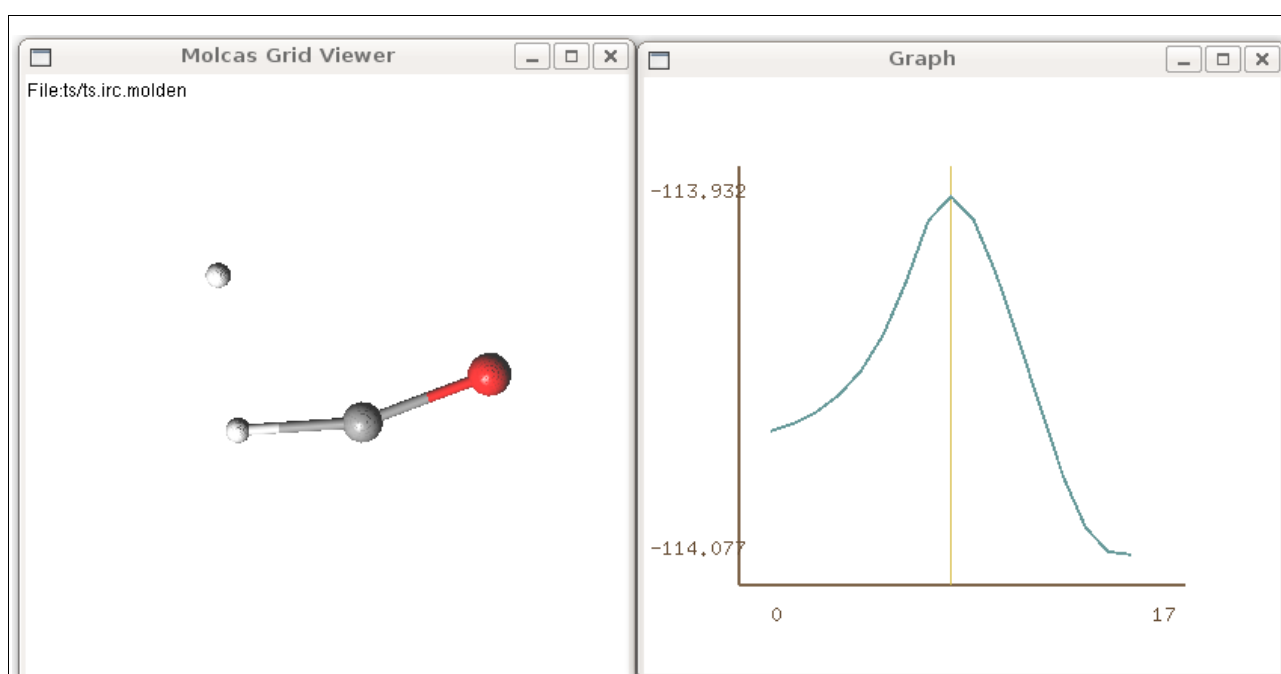 Molcas Grid Viewer
File:ts/ts.irc.molden
Graph
-113.932
-114.077
0
17